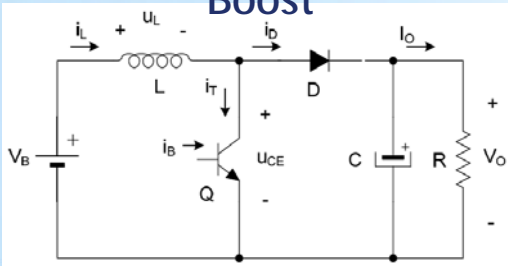 Boost
iL + uL - iD IO
L iT D
+ +
VB + iB uCE C + R VO
Q - -